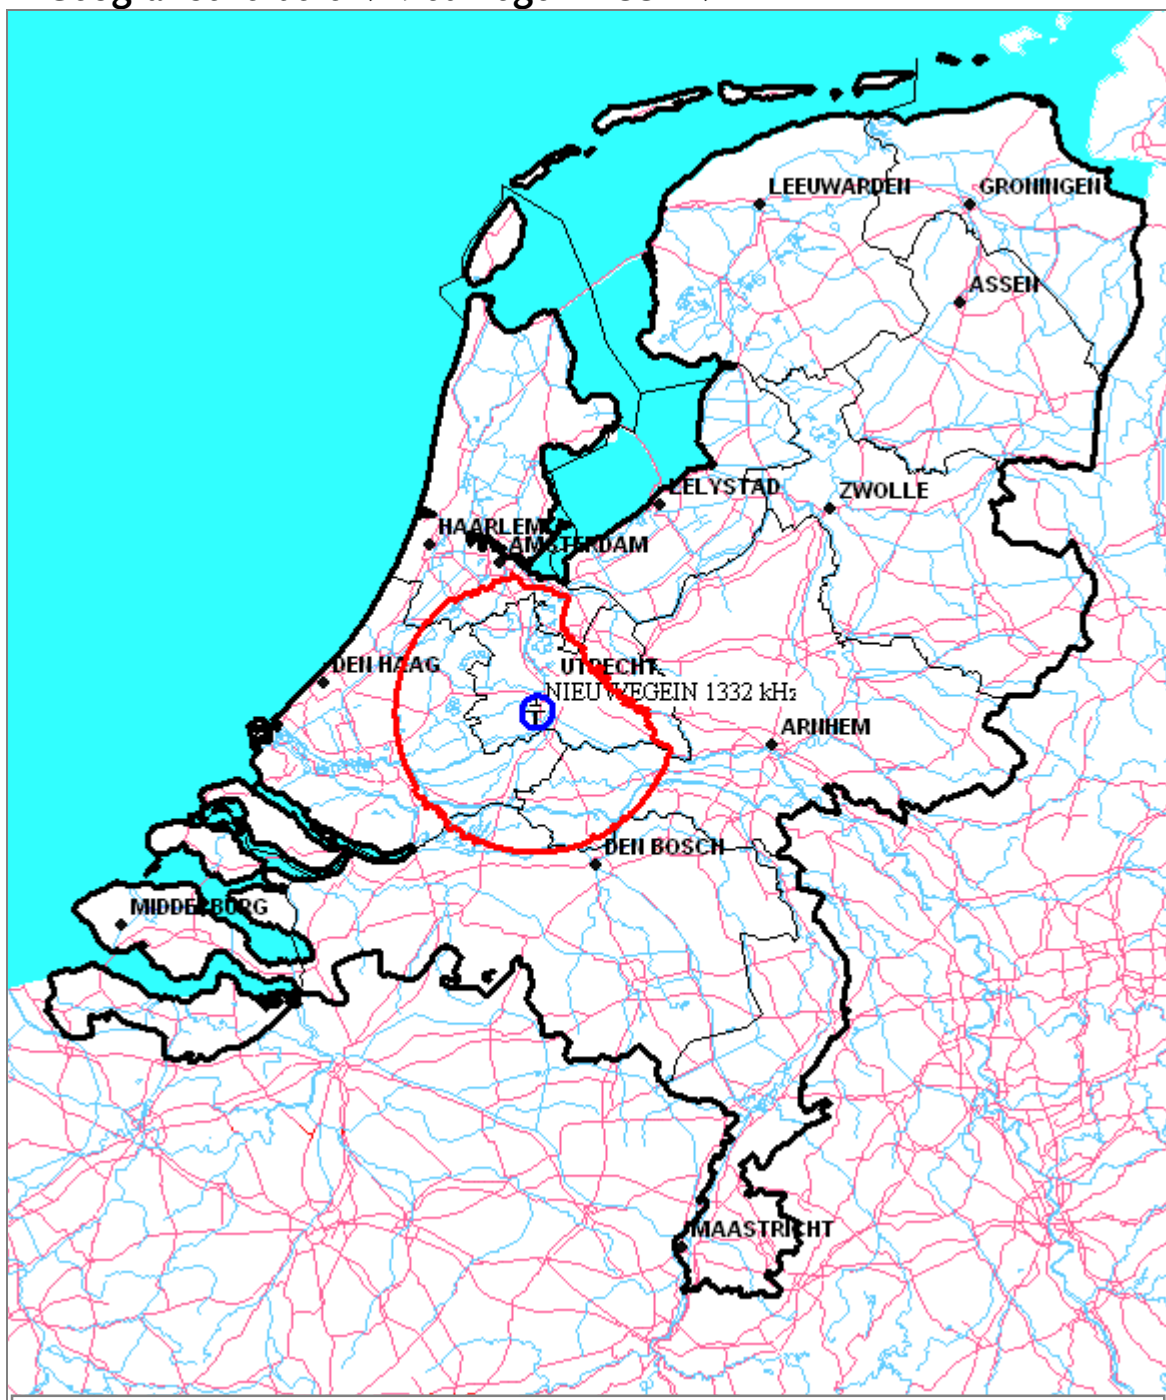 LEEUWARDEN
GRONINGEN
ASSEN
LELYSTAD
ZWOLLE
HAARLEM
AMSTERDAM
DEN HAAG
UTRECHT
NIEUWEGEIN 1332 kHz
ARNHEM
DEN BOSCH
MIDDELBURG
MAASTRICHT